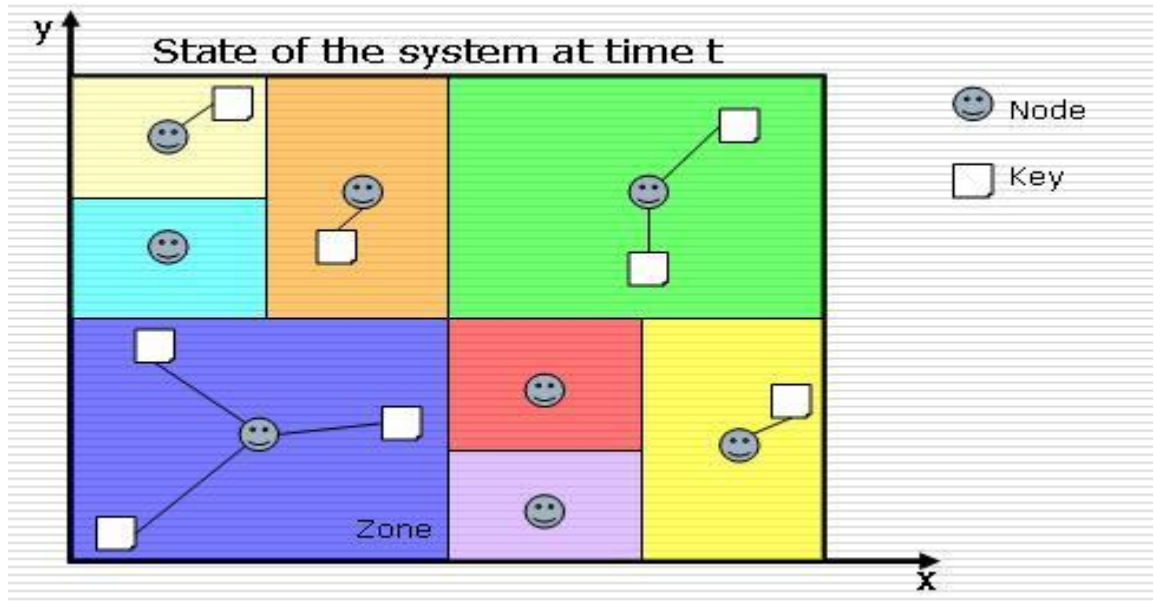 y
State of the system at time t
Node
Key
Zone
x